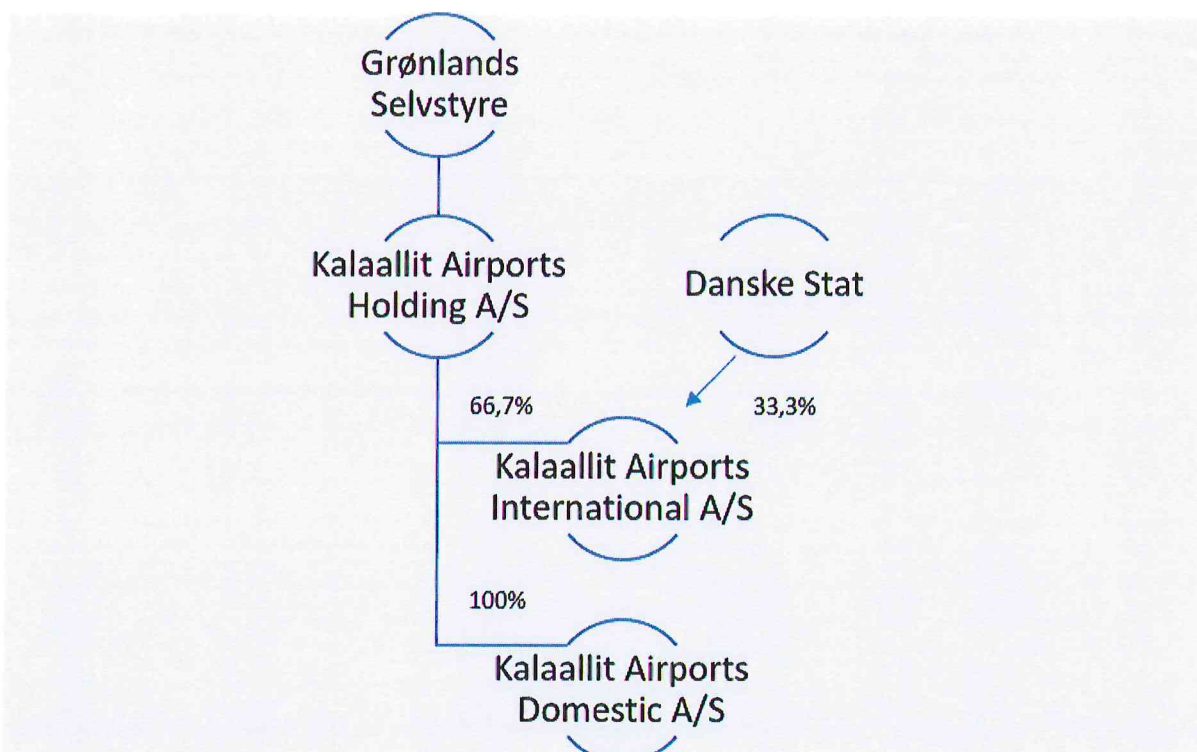 Grønlands
Selvstyre
Kalaallit Airports
Holding A/S
Danske Stat
66,7%
33,3%
Kalaallit Airports
International A/S
100%
Kalaallit Airports
Domestic A/S